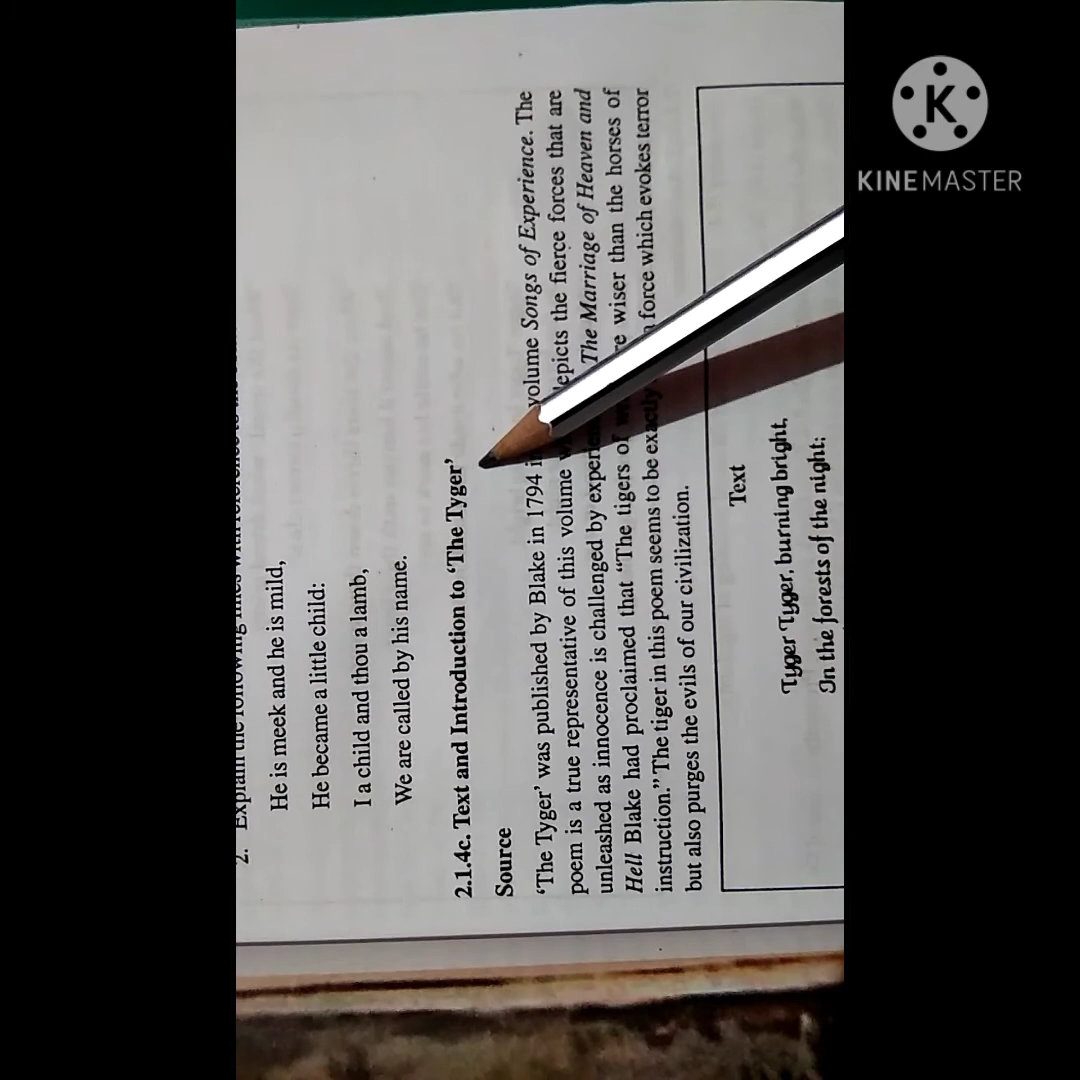 2. Explain the following lines with reference to
He is meek and he is mild,
He became a little child:
I a child and thou a lamb,
We are called by his name.
2.1.4c. Text and Introduction to ‘The Tyger’
Source
‘The Tyger’ was published by Blake in 1794 in volume Songs of Experience. The
poem is a true representative of this volume depicts the fierce forces that are
unleashed as innocence is challenged by The Marriage of Heaven and
Hell Blake had proclaimed that “The tigers of wiser than the horses of
instruction.” The tiger in this poem seems to be exactly force which evokes terror
but also purges the evils of our civilization.
Text
Tyger Tyger, burning bright,
In the forests of the night;
KINEMASTER
K